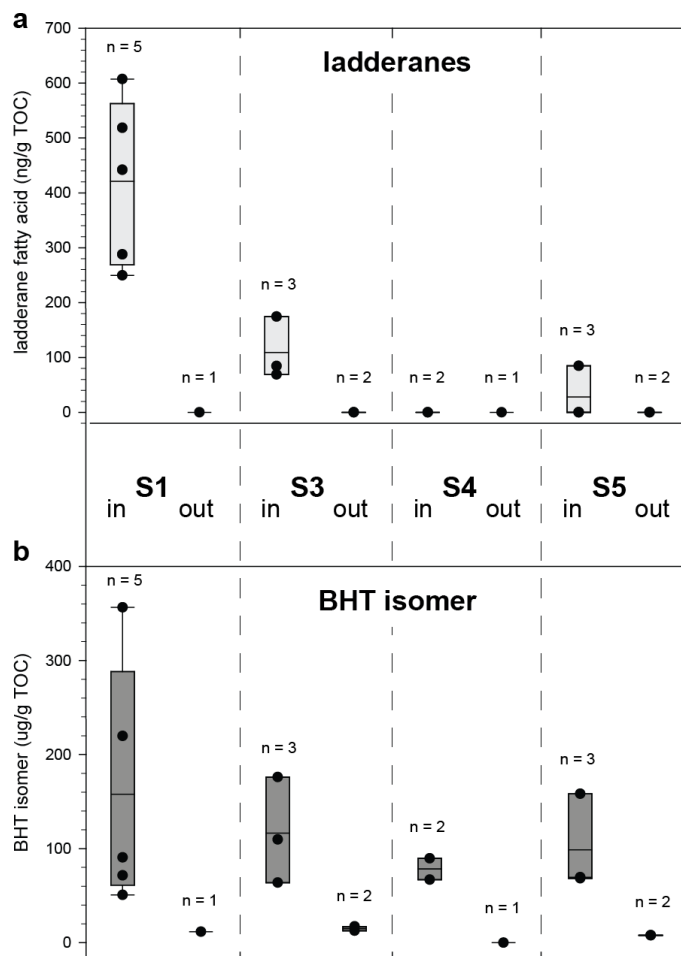 a
ladderanes
ladderane fatty acid (ng/g TOC)
700
600
500
400
300
200
100
0
n = 5
n = 1
n = 3
n = 2
n = 2
n = 1
n = 3
n = 2
S1 S3 S4 S5
in out in out in out in out
b
BHT isomer
BHT isomer (ug/g TOC)
400
300
200
100
0
n = 5
n = 1
n = 3
n = 2
n = 2
n = 1
n = 3
n = 2